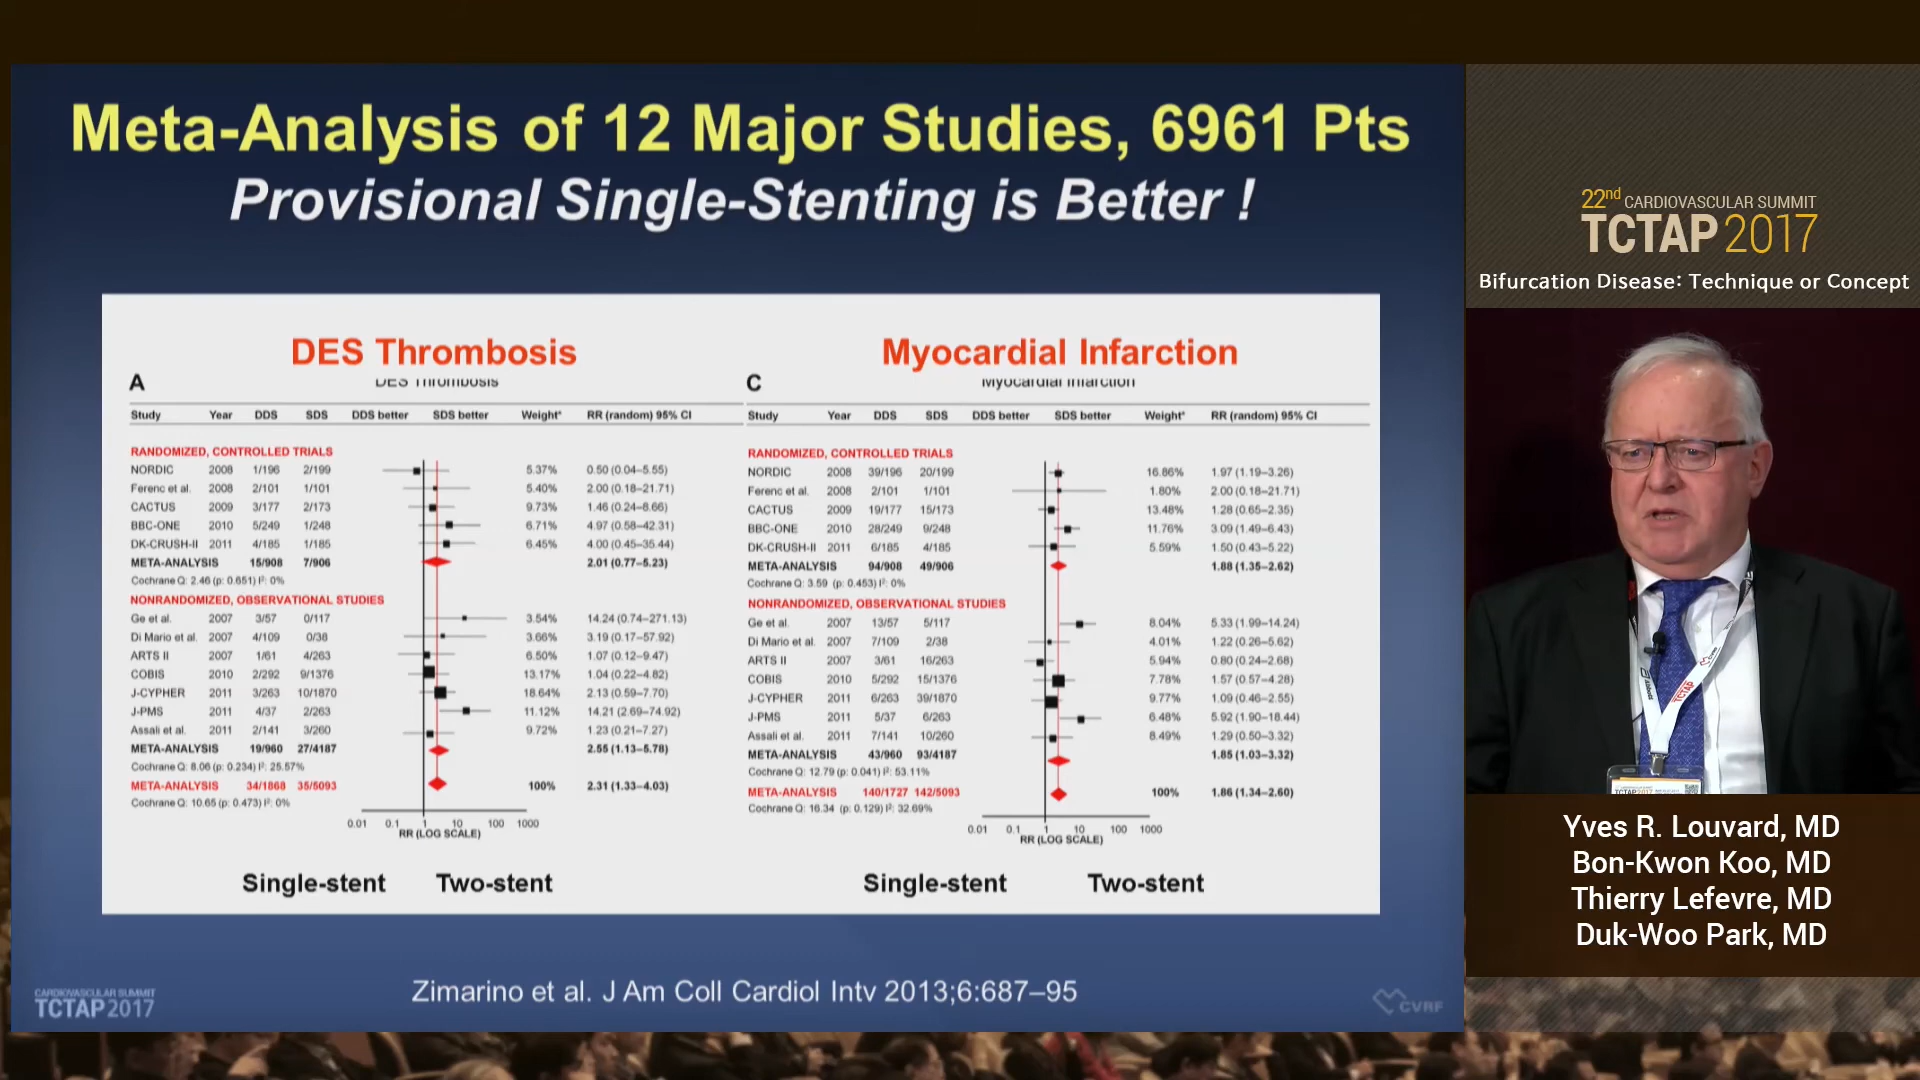 Meta-Analysis of 12 Major Studies, 6961 Pts
Provisional Single-Stenting is Better !
DES Thrombosis
A DES Thrombosis
Study Year DDS SDS DDS better SDS better Weight* RR (random) 95% CI
RANDOMIZED, CONTROLLED TRIALS
NORDIC 2008 1/196 2/199 5.37% 0.50 (0.04–5.55)
Ferenc et al. 2008 2/101 1/101 5.40% 2.00 (0.18–21.71)
CACTUS 2009 3/177 2/173 9.73% 1.46 (0.24–8.66)
BBC-ONE 2010 5/249 1/248 6.71% 4.97 (0.58–42.31)
DK-CRUSH-II 2011 4/185 1/185 6.45% 4.00 (0.45–35.44)
META-ANALYSIS 15/908 7/906 2.01 (0.77–5.23)
Cochrane Q: 2.46 (p: 0.651) I²: 0%
NONRANDOMIZED, OBSERVATIONAL STUDIES
Ge et al. 2007 3/57 0/117 3.54% 14.24 (0.74–271.13)
Di Mario et al. 2007 4/109 0/38 3.66% 3.19 (0.17–57.92)
ARTS II 2007 1/61 4/263 6.50% 1.07 (0.12–9.47)
COBIS 2010 2/292 9/1376 13.17% 1.04 (0.22–4.82)
J-CYPHER 2011 3/263 10/1870 18.64% 2.13 (0.59–7.70)
J-PMS 2011 4/37 2/263 11.12% 14.21 (2.69–74.92)
Assali et al. 2011 2/141 3/260 9.72% 1.23 (0.21–7.27)
META-ANALYSIS 19/960 27/4187 2.55 (1.13–5.78)
Cochrane Q: 8.06 (p: 0.234) I²: 25.57%
META-ANALYSIS 34/1868 35/5093 100% 2.31 (1.33–4.03)
Cochrane Q: 10.65 (p: 0.473) I²: 0%
0.01 0.1 1 10 100 1000
RR (LOG SCALE)
Single-stent Two-stent
Myocardial Infarction
C Myocardial Infarction
Study Year DDS SDS DDS better SDS better Weight* RR (random) 95% CI
RANDOMIZED, CONTROLLED TRIALS
NORDIC 2008 39/196 20/199 16.86% 1.97 (1.19–3.26)
Ferenc et al. 2008 2/101 1/101 1.80% 2.00 (0.18–21.71)
CACTUS 2009 19/177 15/173 13.48% 1.28 (0.65–2.35)
BBC-ONE 2010 28/249 9/248 11.76% 3.09 (1.49–6.43)
DK-CRUSH-II 2011 6/185 4/185 5.59% 1.50 (0.43–5.22)
META-ANALYSIS 94/908 49/906 1.88 (1.35–2.62)
Cochrane Q: 3.59 (p: 0.453) I²: 0%
NONRANDOMIZED, OBSERVATIONAL STUDIES
Ge et al. 2007 13/57 5/117 8.04% 5.33 (1.99–14.24)
Di Mario et al. 2007 7/109 2/38 4.01% 1.22 (0.26–5.62)
ARTS II 2007 3/61 16/263 5.94% 0.80 (0.24–2.68)
COBIS 2010 5/292 15/1376 7.78% 1.57 (0.57–4.28)
J-CYPHER 2011 6/263 39/1870 9.77% 1.09 (0.46–2.55)
J-PMS 2011 5/37 6/263 6.48% 5.92 (1.90–18.44)
Assali et al. 2011 7/141 10/260 8.49% 1.29 (0.50–3.32)
META-ANALYSIS 43/960 93/4187 1.85 (1.03–3.32)
Cochrane Q: 12.79 (p: 0.041) I²: 53.11%
META-ANALYSIS 140/1727 142/5093 100% 1.86 (1.34–2.60)
Cochrane Q: 16.34 (p: 0.129) I²: 32.69%
0.01 0.1 1 10 100 1000
RR (LOG SCALE)
Single-stent Two-stent
Zimarino et al. J Am Coll Cardiol Intv 2013;6:687–95
CARDIOVASCULAR SUMMIT
TCTAP2017
CVRF
22nd CARDIOVASCULAR SUMMIT
TCTAP 2017
Bifurcation Disease: Technique or Concept
TCTAP
TCTAP2017
Yves R. Louvard, MD
Bon-Kwon Koo, MD
Thierry Lefevre, MD
Duk-Woo Park, MD